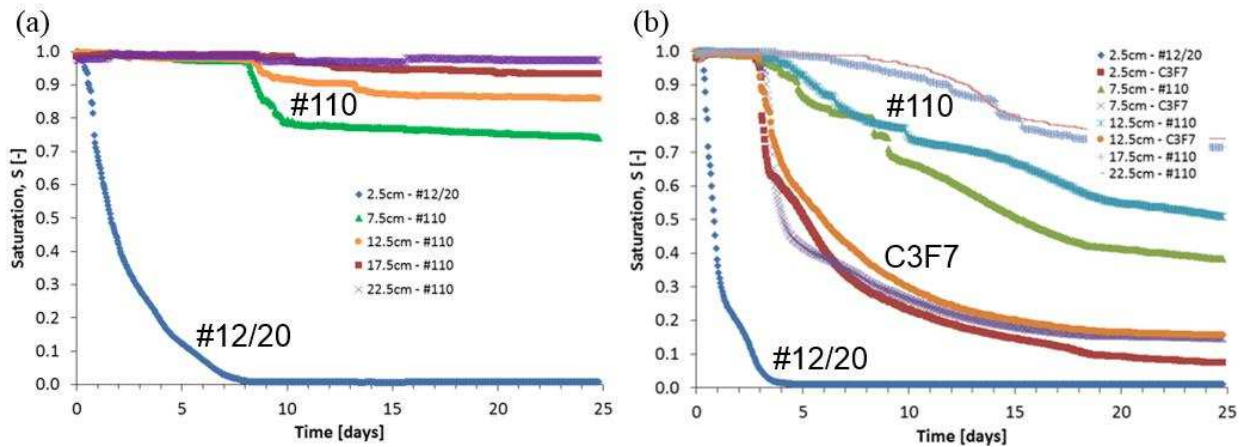 (a)
1.0
0.9
0.8
0.7
0.6
0.5
0.4
0.3
0.2
0.1
0.0
Saturation, S [-]
#110
#12/20
2.5cm - #12/20
7.5cm - #110
12.5cm - #110
17.5cm - #110
22.5cm - #110
0 5 10 15 20 25
Time [days]
(b)
1.0
0.9
0.8
0.7
0.6
0.5
0.4
0.3
0.2
0.1
0.0
Saturation, S [-]
#110
C3F7
#12/20
2.5cm - #12/20
2.5cm - C3F7
7.5cm - #110
7.5cm - C3F7
12.5cm - #110
12.5cm - C3F7
17.5cm - #110
22.5cm - #110
0 5 10 15 20 25
Time [days]